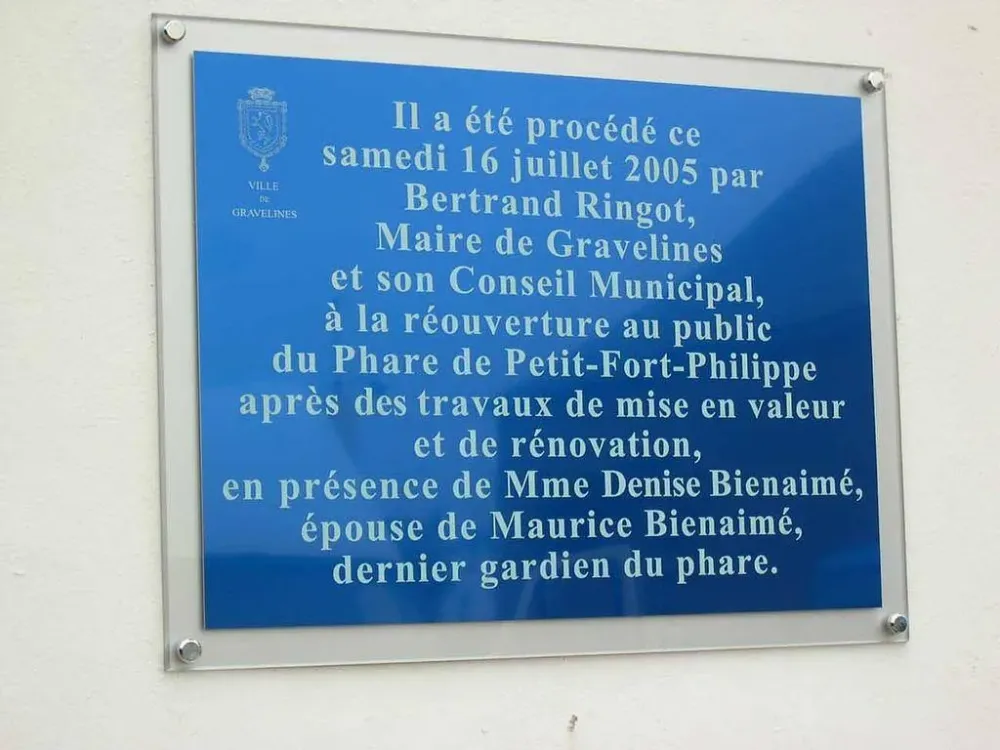 VILLE
DE
GRAVELINES
Il a été procédé ce
samedi 16 juillet 2005 par
Bertrand Ringot,
Maire de Gravelines
et son Conseil Municipal,
à la réouverture au public
du Phare de Petit-Fort-Philippe
après des travaux de mise en valeur
et de rénovation,
en présence de Mme Denise Bienaimé,
épouse de Maurice Bienaimé,
dernier gardien du phare.